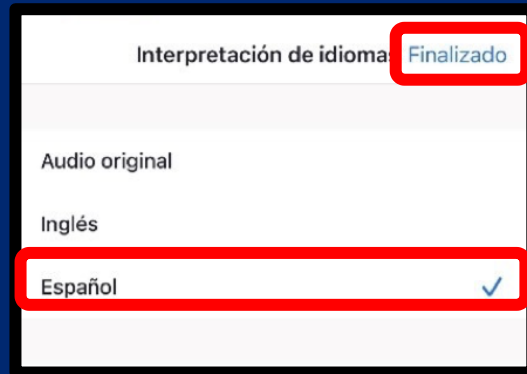 Interpretación de idiomas Finalizado
Audio original
Inglés
Español